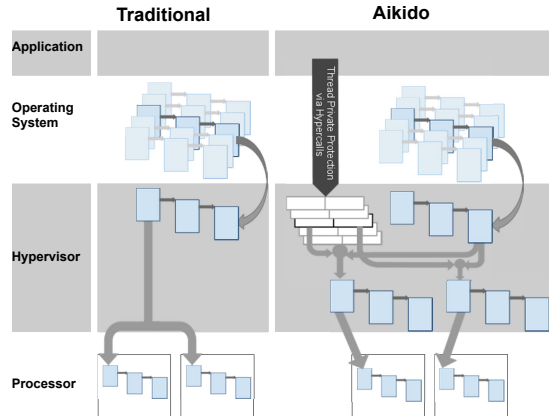 Traditional
Aikido
Application
Thread Private Protection
via Hypercalls
Operating
System
Hypervisor
Processor